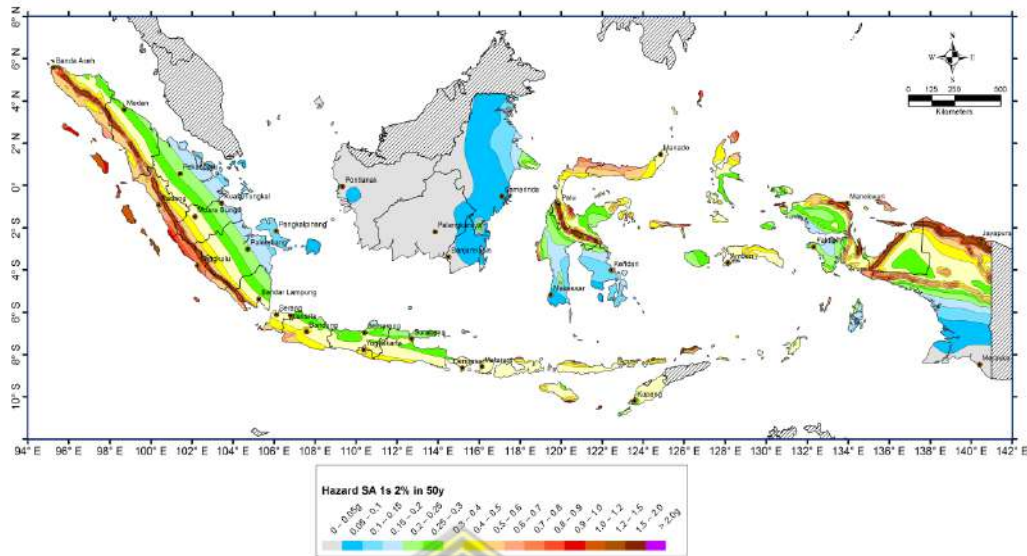 8° N
6° N
4° N
2° N
0°
2° S
4° S
6° S
8° S
10° S
Banda Aceh
Medan
Pekanbaru
Kualatungkal
Padang
Muara Bungo
Pangkalpinang
Palembang
Bengkulu
Bandar Lampung
Serang
Jakarta
Bandung
Semarang
Surabaya
Yogyakarta
Denpasar
Mataram
Kupang
Pontianak
Samarinda
Palangkaraya
Banjarmasin
Manado
Palu
Kendari
Makassar
Ambon
Manokwari
Jayapura
Merauke
N
W E
S
0 125 250 500
Kilometers
94° E 96° E 98° E 100° E 102° E 104° E 106° E 108° E 110° E 112° E 114° E 116° E 118° E 120° E 122° E 124° E 126° E 128° E 130° E 132° E 134° E 136° E 138° E 140° E 142° E
Hazard SA 1s 2% in 50y
0 – 0.05g
0.05 – 0.1
0.1 – 0.15
0.15 – 0.2
0.2 – 0.25
0.25 – 0.3
0.3 – 0.4
0.4 – 0.5
0.5 – 0.6
0.6 – 0.7
0.7 – 0.8
0.8 – 0.9
0.9 – 1.0
1.0 – 1.2
1.2 – 1.5
1.5 – 2.0
> 2.0g